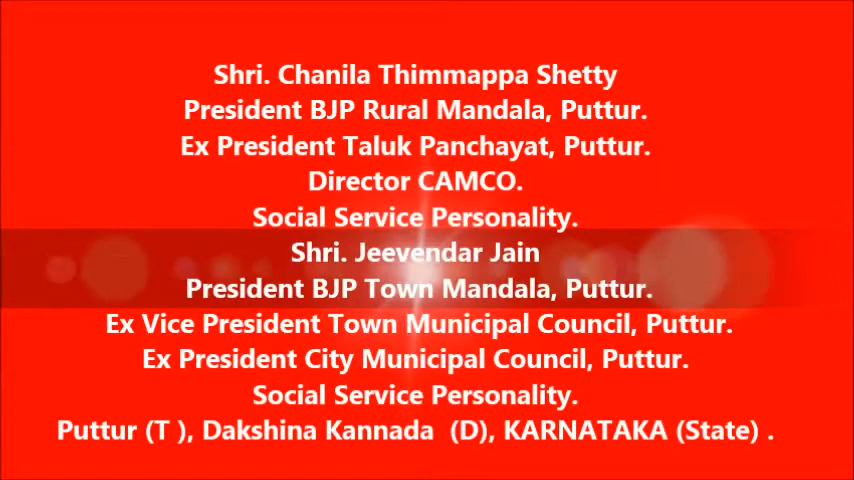 Shri. Chanila Thimmappa Shetty
President BJP Rural Mandala, Puttur.
Ex President Taluk Panchayat, Puttur.
Director CAMCO.
Social Service Personality.
Shri. Jeevendar Jain
President BJP Town Mandala, Puttur.
Ex Vice President Town Municipal Council, Puttur.
Ex President City Municipal Council, Puttur.
Social Service Personality.
Puttur (T ), Dakshina Kannada  (D), KARNATAKA (State) .